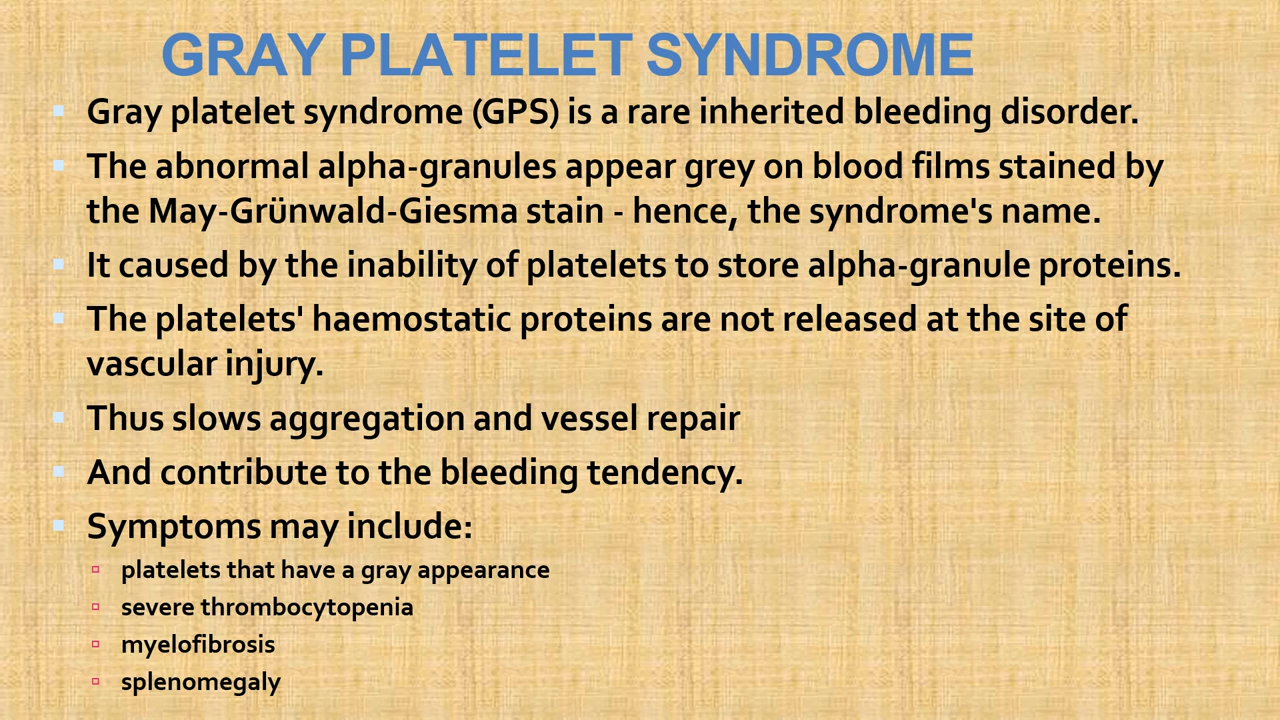 GRAY PLATELET SYNDROME
Gray platelet syndrome (GPS) is a rare inherited bleeding disorder.
The abnormal alpha-granules appear grey on blood films stained by
the May-Grünwald-Giesma stain - hence, the syndrome's name.
It caused by the inability of platelets to store alpha-granule proteins.
The platelets' haemostatic proteins are not released at the site of
vascular injury.
Thus slows aggregation and vessel repair
And contribute to the bleeding tendency.
Symptoms may include:
platelets that have a gray appearance
severe thrombocytopenia
myelofibrosis
splenomegaly